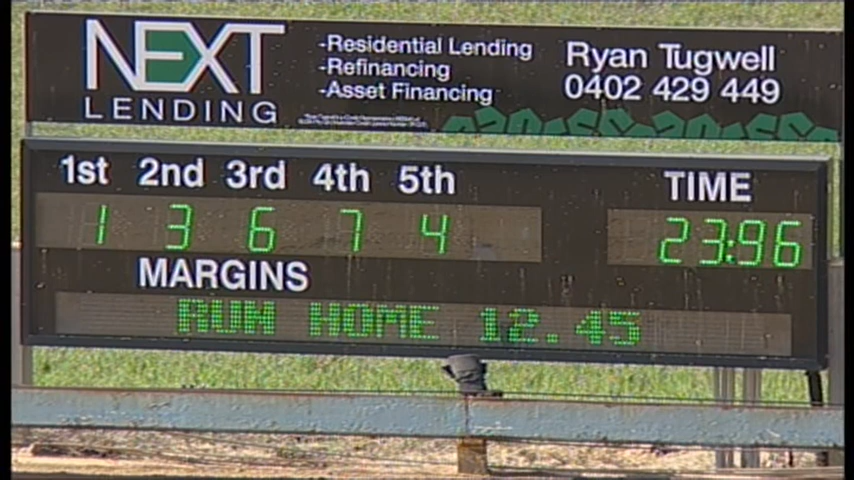 NEXT
LENDING
-Residential Lending
-Refinancing
-Asset Financing
Ryan Tugwell
0402 429 449
1st 2nd 3rd 4th 5th
TIME
1 3 6 7 4
23:96
MARGINS
RUN HOME 12.45